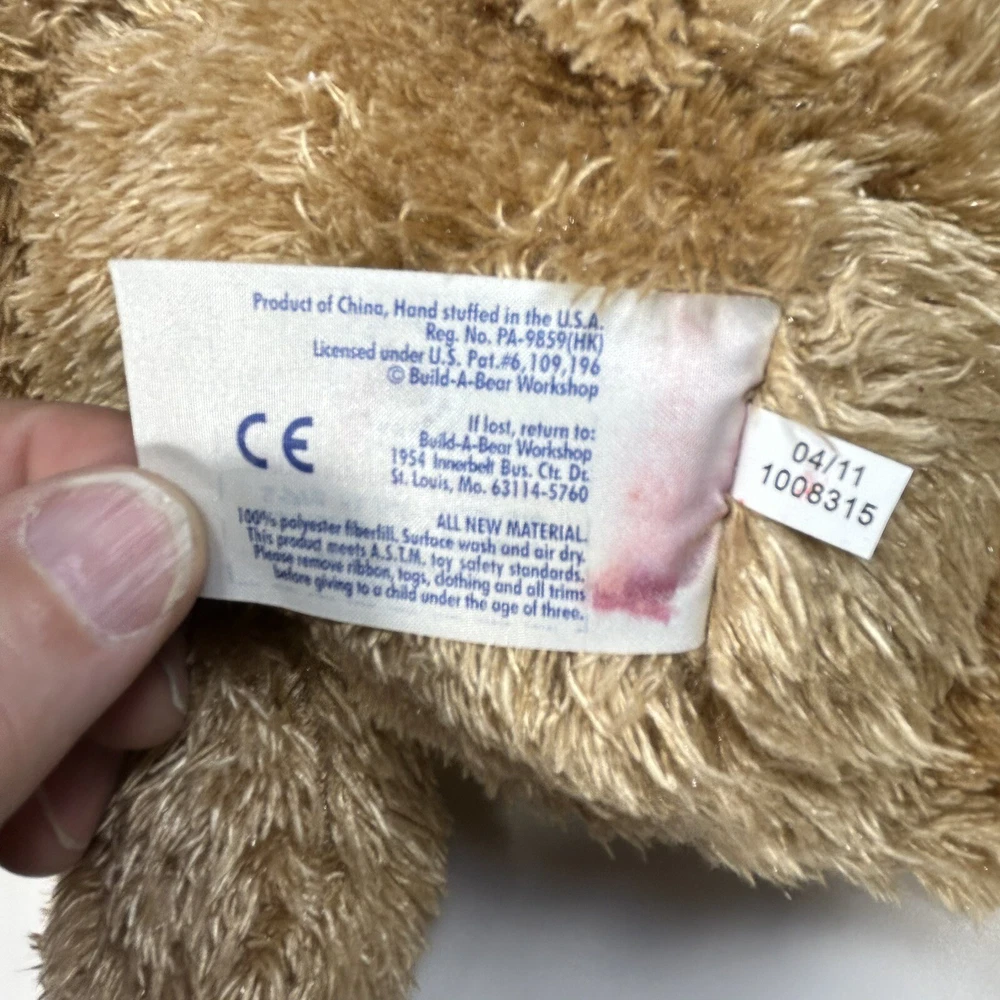 Product of China, Hand stuffed in the U.S.A.
Reg. No. PA-9859(HK)
Licensed under U.S. Pat.#6,109,196
© Build-A-Bear Workshop
CE
If lost, return to:
Build-A-Bear Workshop
1954 Innerbelt Bus. Ctr. Dr.
St. Louis, Mo. 63114-5760
ALL NEW MATERIAL.
100% polyester fiberfill. Surface wash and air dry.
This product meets A.S.T.M. toy safety standards.
Please remove ribbon, tags, clothing and all trims
before giving to a child under the age of three.
04/11
1008315